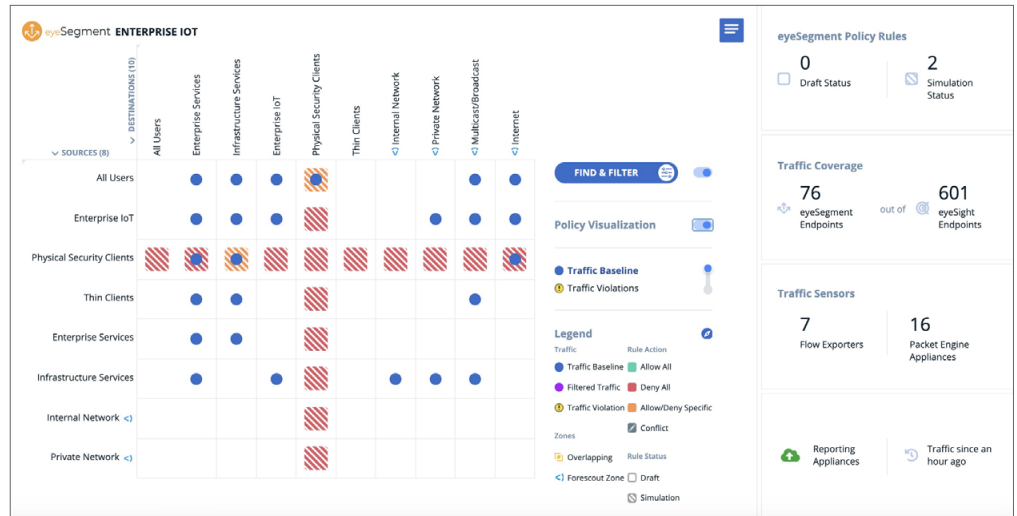 eyeSegment ENTERPRISE IOT
DESTINATIONS (10)
SOURCES (8)
All Users
Enterprise Services
Infrastructure Services
Enterprise IoT
Physical Security Clients
Thin Clients
Internal Network
Private Network
Multicast/Broadcast
Internet
All Users
Enterprise IoT
Physical Security Clients
Thin Clients
Enterprise Services
Infrastructure Services
Internal Network
Private Network
FIND & FILTER
Policy Visualization
Traffic Baseline
Traffic Violations
Legend
Traffic
Rule Action
Traffic Baseline
Allow All
Filtered Traffic
Deny All
Traffic Violation
Allow/Deny Specific
Conflict
Zones
Overlapping
Rule Status
Forescout Zone
Draft
Simulation
eyeSegment Policy Rules
0
Draft Status
2
Simulation
Status
Traffic Coverage
76
eyeSegment
Endpoints
out of
601
eyeSight
Endpoints
Traffic Sensors
7
Flow Exporters
16
Packet Engine
Appliances
Reporting
Appliances
Traffic since an
hour ago